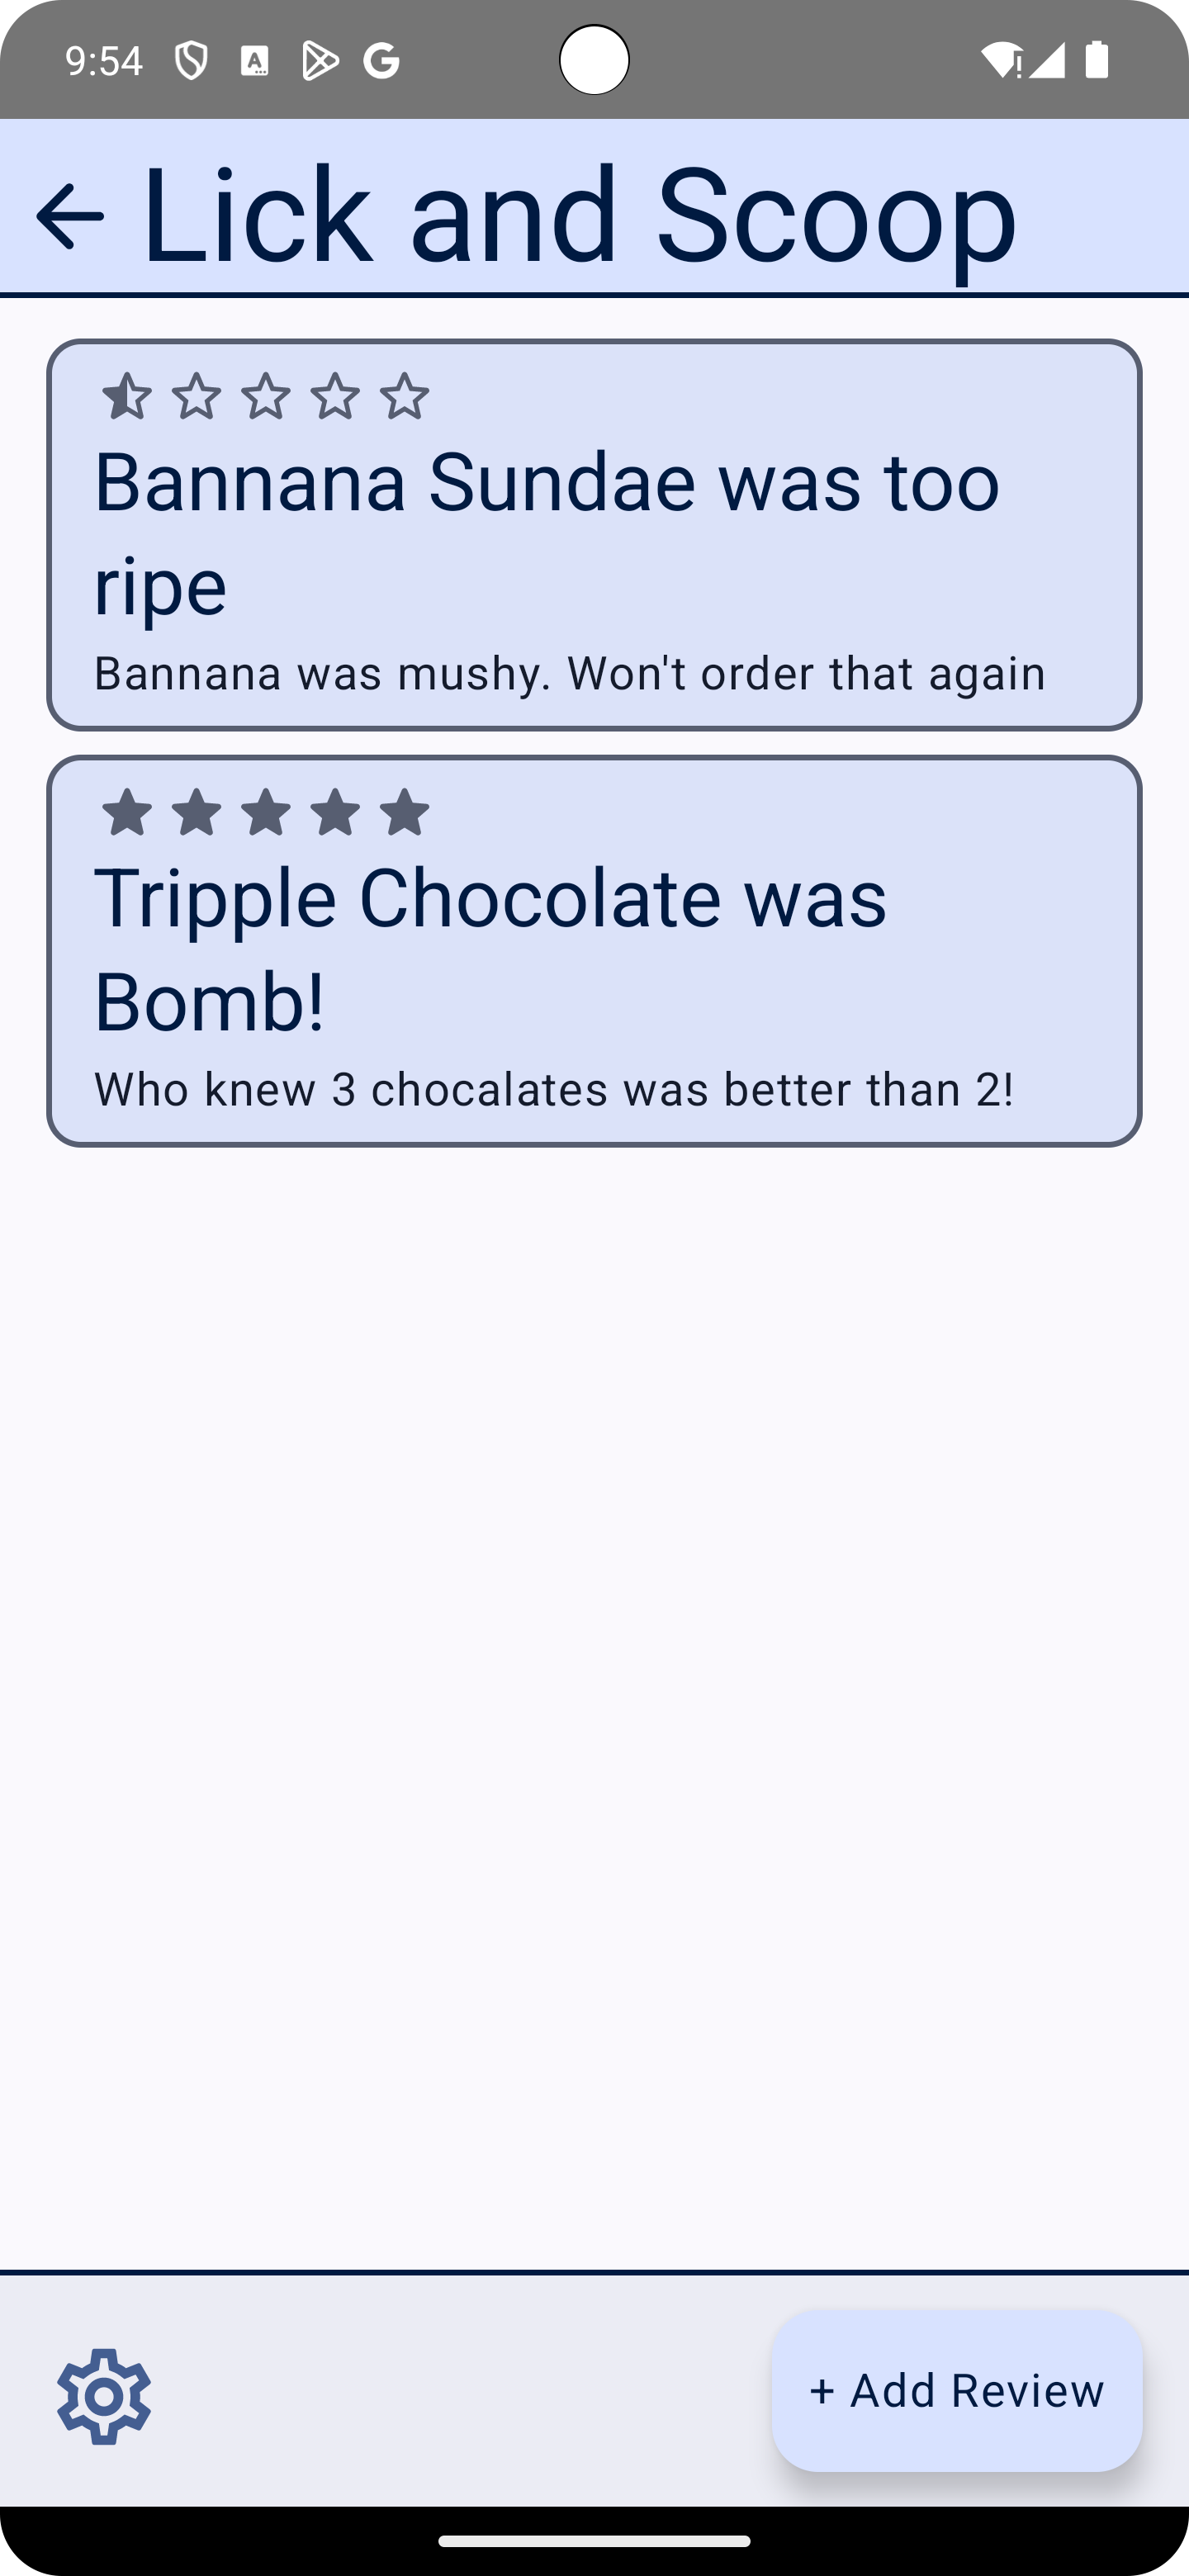 9:54
Lick and Scoop
Bannana Sundae was too
ripe
Bannana was mushy. Won't order that again
Tripple Chocolate was
Bomb!
Who knew 3 chocalates was better than 2!
+ Add Review